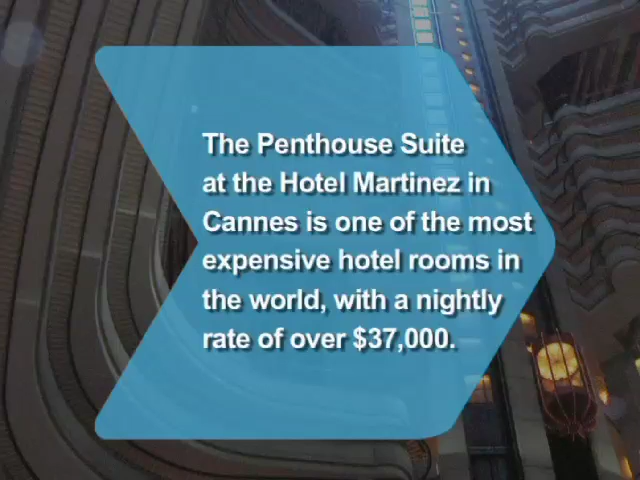 The Penthouse Suite
at the Hotel Martinez in
Cannes is one of the most
expensive hotel rooms in
the world, with a nightly
rate of over $37,000.